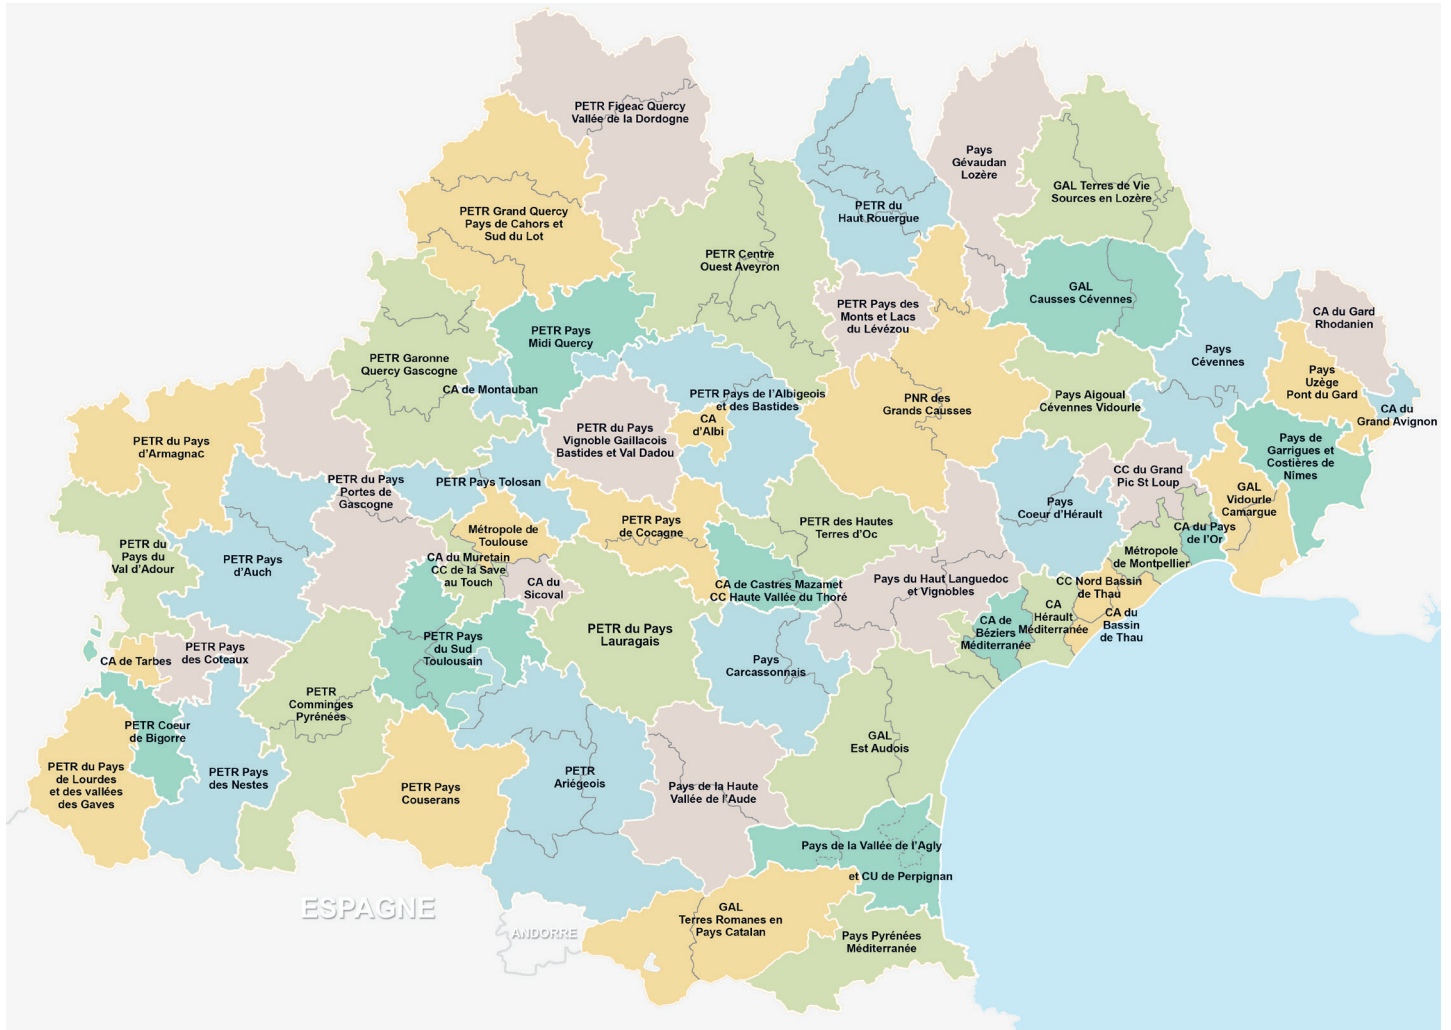 PETR Figeac Quercy
Vallée de la Dordogne
Pays
Gévaudan
Lozère
GAL Terres de Vie
Sources en Lozère
PETR Grand Quercy
Pays de Cahors et
Sud du Lot
PETR du
Haut Rouergue
PETR Centre
Ouest Aveyron
GAL
Causses Cévennes
PETR Pays des
Monts et Lacs
du Lévézou
CA du Gard
Rhodanien
PETR Pays
Midi Quercy
PETR Garonne
Quercy Gascogne
CA de Montauban
Pays
Cévennes
Pays
Uzège
Pont du Gard
PETR Pays de l'Albigeois
et des Bastides
PNR des
Grands Causses
Pays Aigoual
Cévennes Vidourle
CA du
Grand Avignon
CA
d'Albi
PETR du Pays
d'Armagnac
PETR du Pays
Vignoble Gaillacois
Bastides et Val Dadou
Pays de
Garrigues et
Costières de
Nîmes
PETR du Pays
Portes de
Gascogne
PETR Pays Tolosan
CC du Grand
Pic St Loup
GAL
Vidourle
Camargue
Pays
Coeur d'Hérault
Métropole de
Toulouse
PETR Pays
de Cocagne
PETR des Hautes
Terres d'Oc
CA du Pays
de l'Or
PETR du
Pays du
Val d'Adour
PETR Pays
d'Auch
CA du Muretain
CC de la Save
au Touch
Métropole
de Montpellier
CA du
Sicoval
CA de Castres Mazamet
CC Haute Vallée du Thoré
Pays du Haut Languedoc
et Vignobles
CC Nord Bassin
de Thau
CA
Hérault
Méditerranée
CA du
Bassin
de Thau
CA de
Béziers
Méditerranée
PETR du Pays
Lauragais
PETR Pays
du Sud
Toulousain
CA de Tarbes
PETR Pays
des Coteaux
Pays
Carcassonnais
PETR
Comminges
Pyrénées
PETR Coeur
de Bigorre
GAL
Est Audois
PETR du Pays
de Lourdes
et des vallées
des Gaves
PETR Pays
des Nestes
PETR Pays
Couserans
PETR
Ariégeois
Pays de la Haute
Vallée de l'Aude
Pays de la Vallée de l'Agly
et CU de Perpignan
ESPAGNE
ANDORRE
GAL
Terres Romanes en
Pays Catalan
Pays Pyrénées
Méditerranée